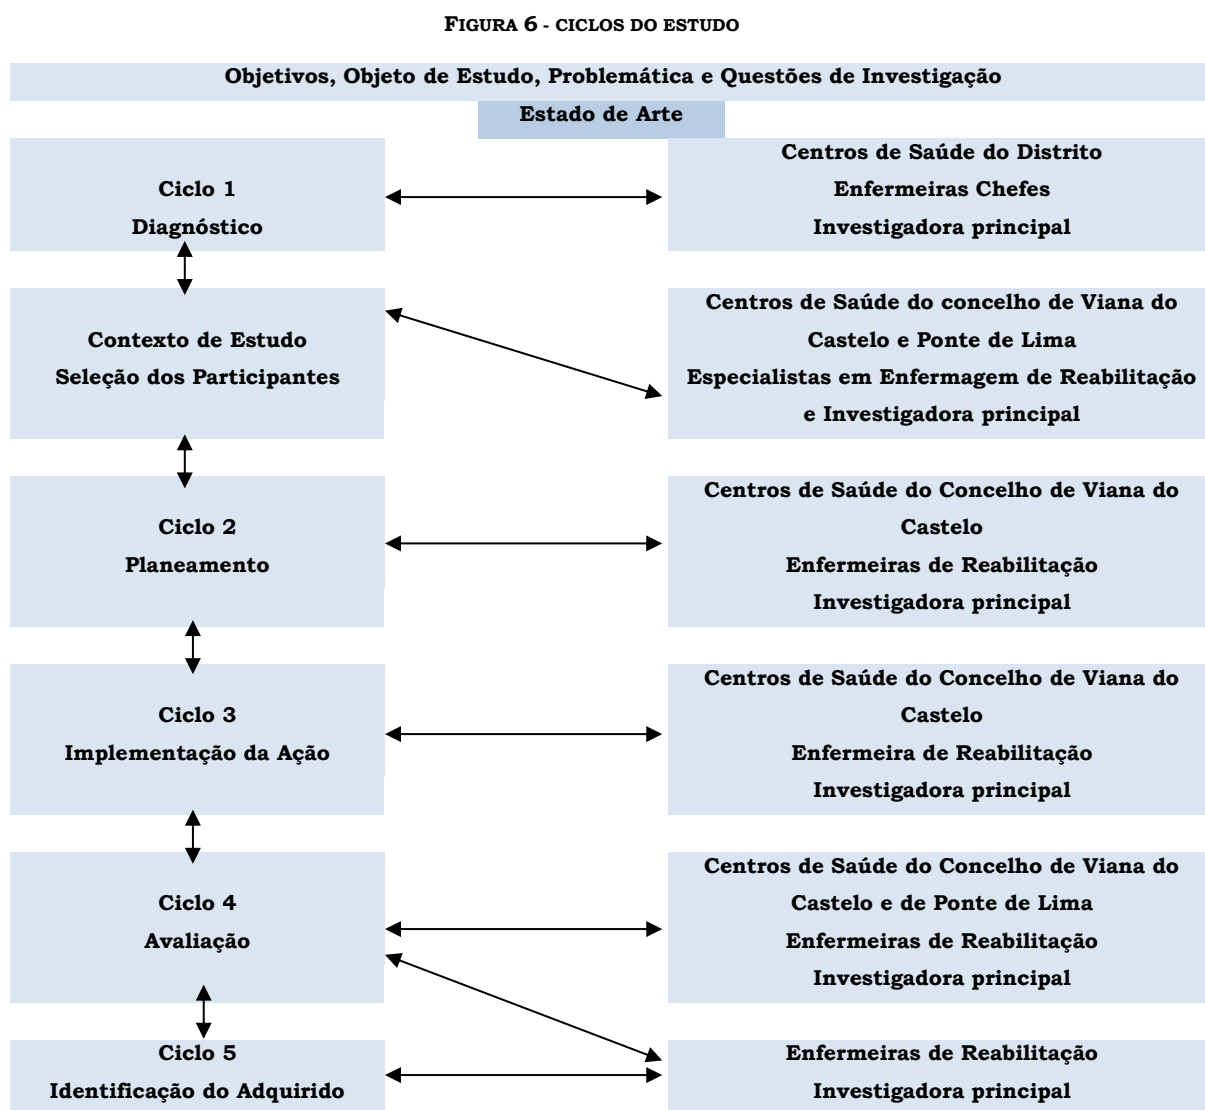 FIGURA 6 - CICLOS DO ESTUDO
Objetivos, Objeto de Estudo, Problemática e Questões de Investigação
Estado de Arte
Ciclo 1
Diagnóstico
Centros de Saúde do Distrito
Enfermeiras Chefes
Investigadora principal
Contexto de Estudo
Seleção dos Participantes
Centros de Saúde do concelho de Viana do
Castelo e Ponte de Lima
Especialistas em Enfermagem de Reabilitação
e Investigadora principal
Ciclo 2
Planeamento
Centros de Saúde do Concelho de Viana do
Castelo
Enfermeiras de Reabilitação
Investigadora principal
Ciclo 3
Implementação da Ação
Centros de Saúde do Concelho de Viana do
Castelo
Enfermeira de Reabilitação
Investigadora principal
Ciclo 4
Avaliação
Centros de Saúde do Concelho de Viana do
Castelo e de Ponte de Lima
Enfermeiras de Reabilitação
Investigadora principal
Ciclo 5
Identificação do Adquirido
Enfermeiras de Reabilitação
Investigadora principal